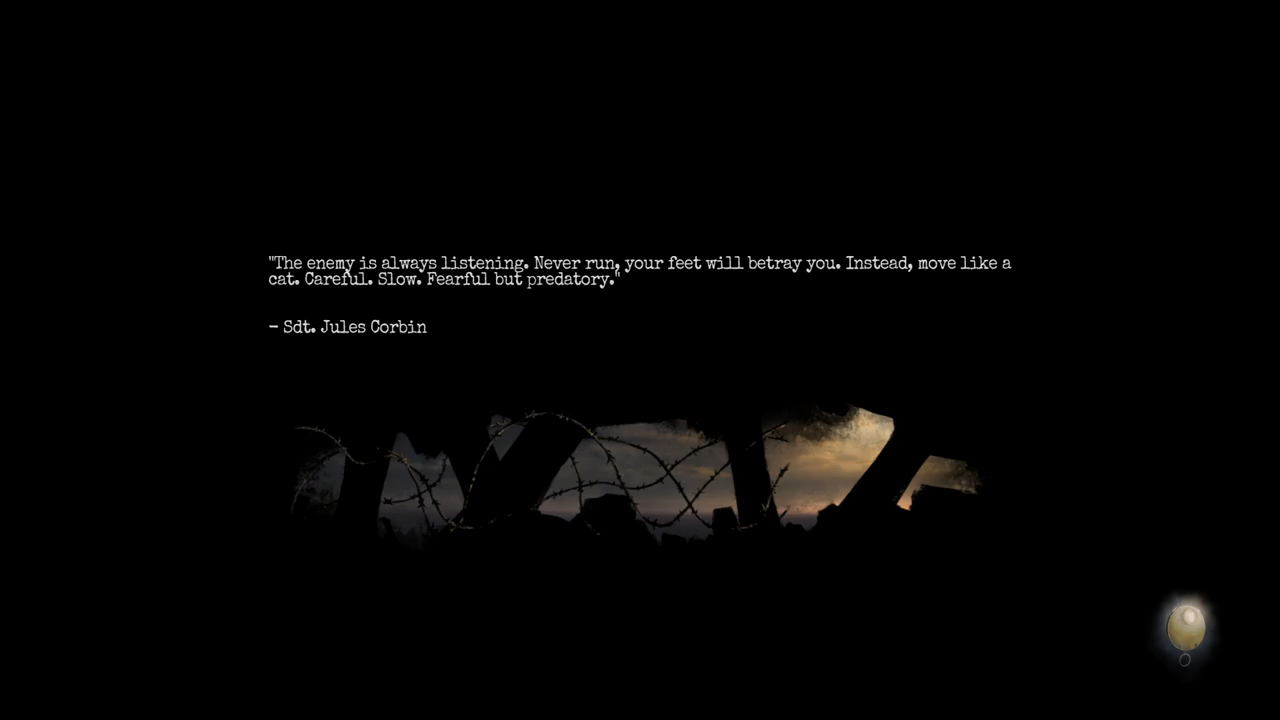 "The enemy is always listening. Never run, your feet will betray you. Instead, move like a
cat. Careful. Slow. Fearful but predatory."
- Sdt. Jules Corbin